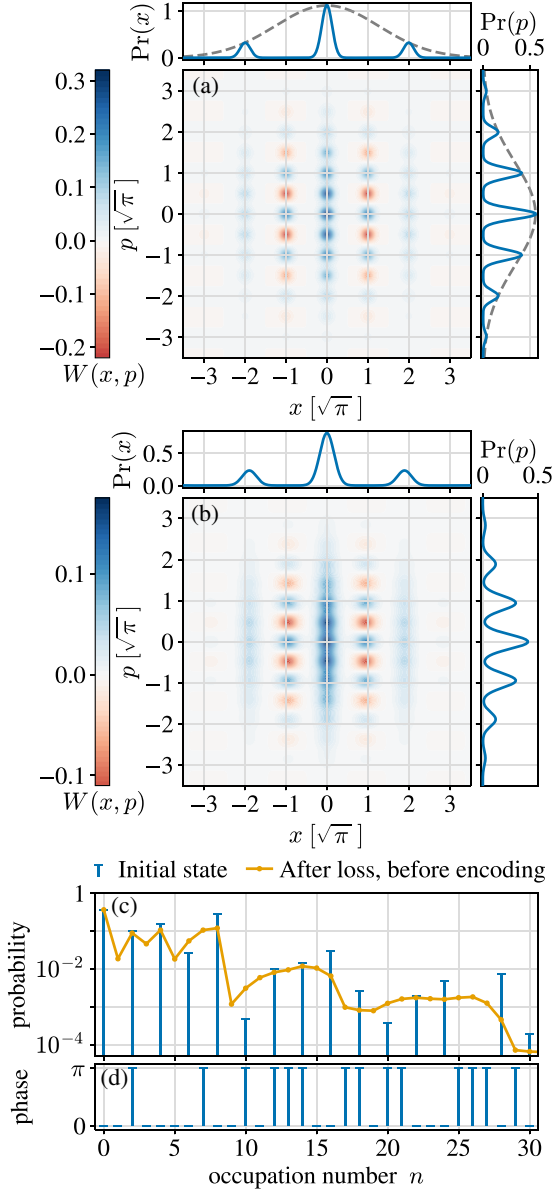 Pr(x)
1
0
Pr(p)
0 0.5
0.3
0.2
0.1
0.0
−0.1
−0.2
W(x, p)
(a)
p [√π]
3
2
1
0
−1
−2
−3
−3 −2 −1 0 1 2 3
x [√π]
Pr(x)
0.5
0.0
Pr(p)
0 0.5
0.1
0.0
−0.1
W(x, p)
(b)
p [√π]
3
2
1
0
−1
−2
−3
−3 −2 −1 0 1 2 3
x [√π]
Initial state After loss, before encoding
(c)
probability
1
10⁻²
10⁻⁴
(d)
phase
π
0
0 5 10 15 20 25 30
occupation number n